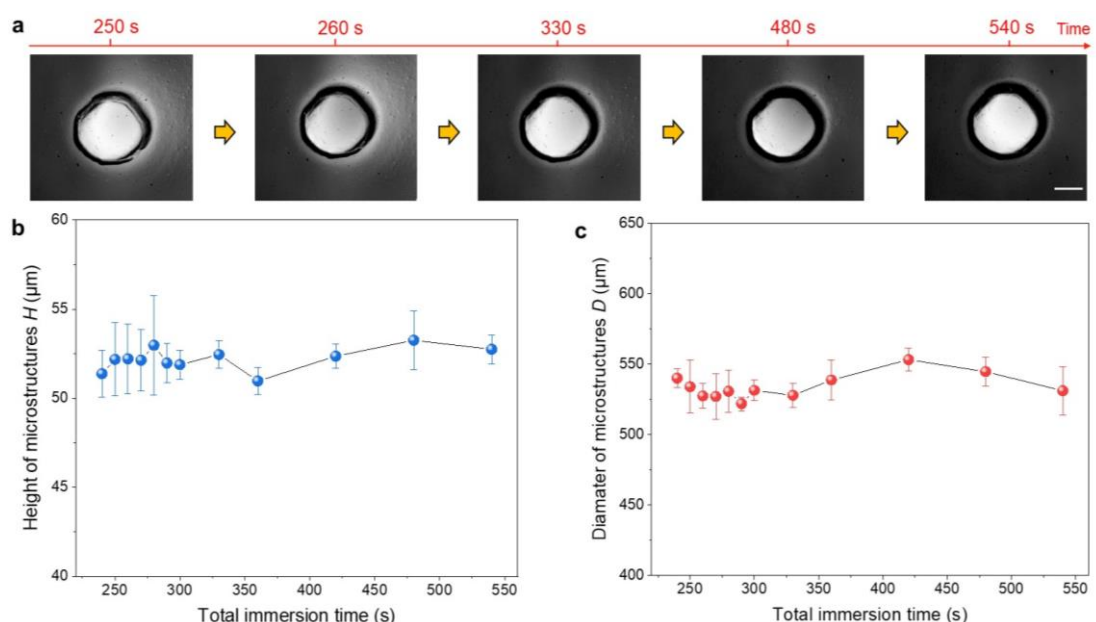 a
250 s 260 s 330 s 480 s 540 s Time
b
Height of microstructures H (μm)
60
55
50
45
40
250 300 350 400 450 500 550
Total immersion time (s)
c
Diamater of microstructures D (μm)
650
600
550
500
450
400
250 300 350 400 450 500 550
Total immersion time (s)